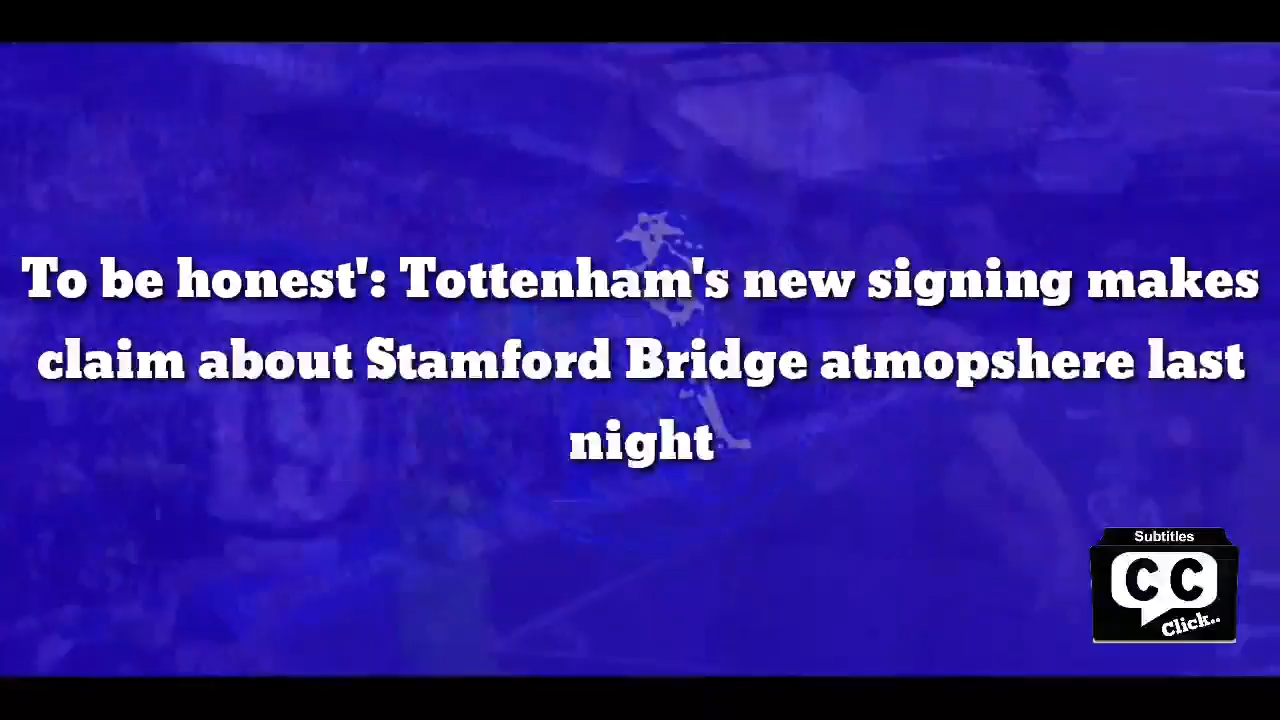 To be honest': Tottenham's new signing makes
claim about Stamford Bridge atmopshere last
night
Subtitles
CC
Click..